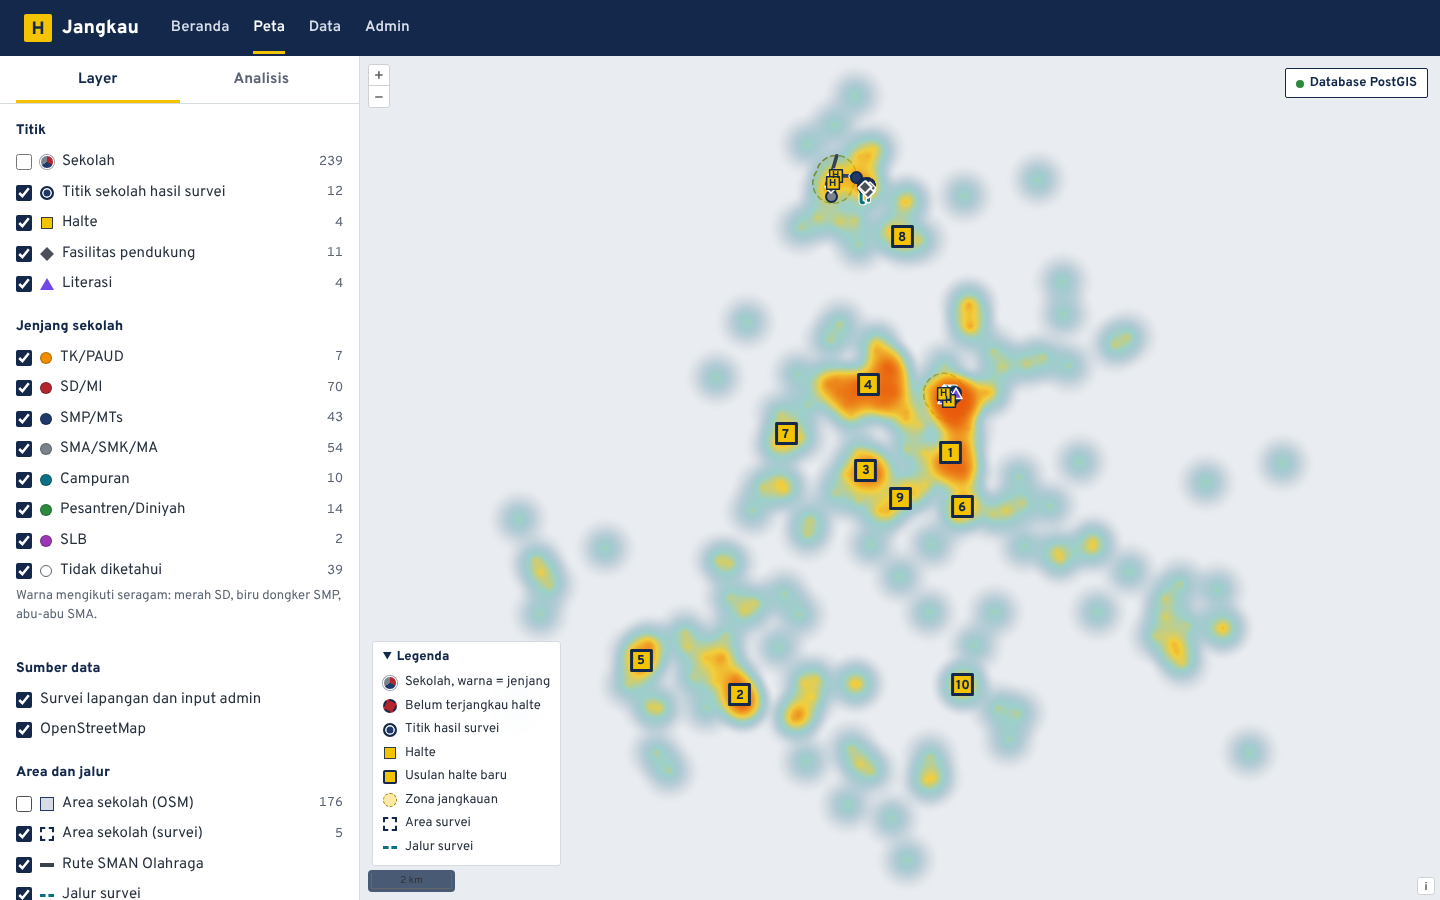 H Jangkau Beranda Peta Data Admin
Layer Analisis
+
−
Database PostGIS
Titik
Sekolah 239
Titik sekolah hasil survei 12
Halte 4
Fasilitas pendukung 11
Literasi 4
Jenjang sekolah
TK/PAUD 7
SD/MI 70
SMP/MTs 43
SMA/SMK/MA 54
Campuran 10
Pesantren/Diniyah 14
SLB 2
Tidak diketahui 39
Warna mengikuti seragam: merah SD, biru dongker SMP,
abu-abu SMA.
Sumber data
Survei lapangan dan input admin
OpenStreetMap
Area dan jalur
Area sekolah (OSM) 176
Area sekolah (survei) 5
Rute SMAN Olahraga
Jalur survei
H
H
8
4
H
H
7
1
3
9
6
5
2
10
Legenda
Sekolah, warna = jenjang
Belum terjangkau halte
Titik hasil survei
Halte
Usulan halte baru
Zona jangkauan
Area survei
Jalur survei
2 km
i